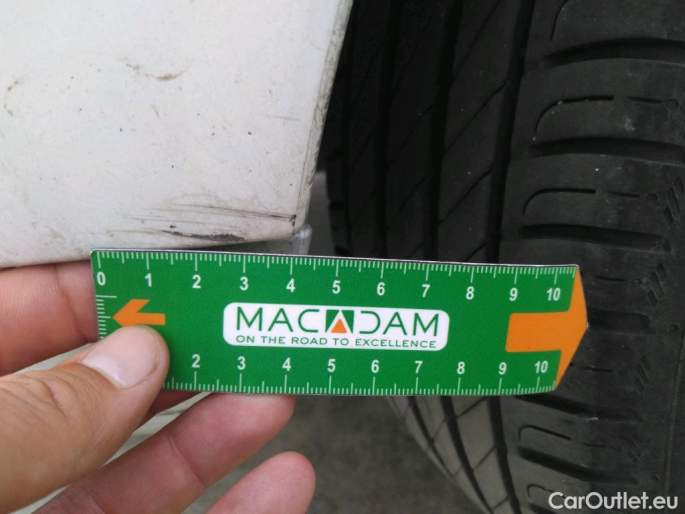 0 1 2 3 4 5 6 7 8 9 10
MACADAM
ON THE ROAD TO EXCELLENCE
2 3 4 5 6 7 8 9 10
CarOutlet.eu